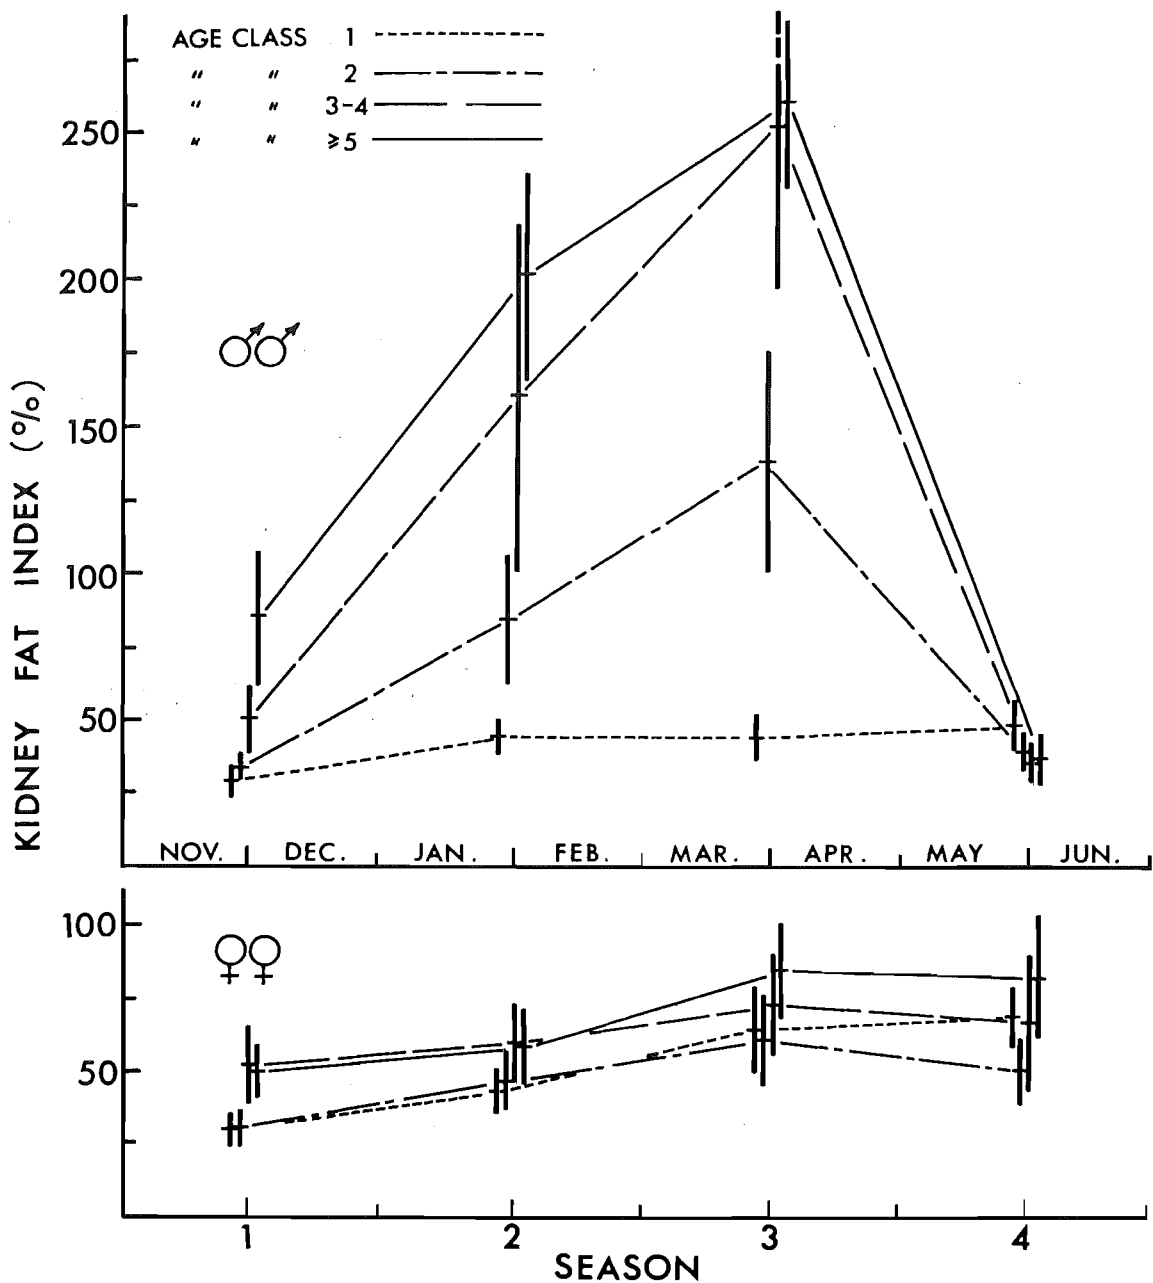 AGE CLASS 1
" " 2
" " 3-4
" " ≥5
250
200
150
100
50
KIDNEY FAT INDEX (%)
♂♂
NOV. DEC. JAN. FEB. MAR. APR. MAY JUN.
100
50
♀♀
1 2 3 4
SEASON